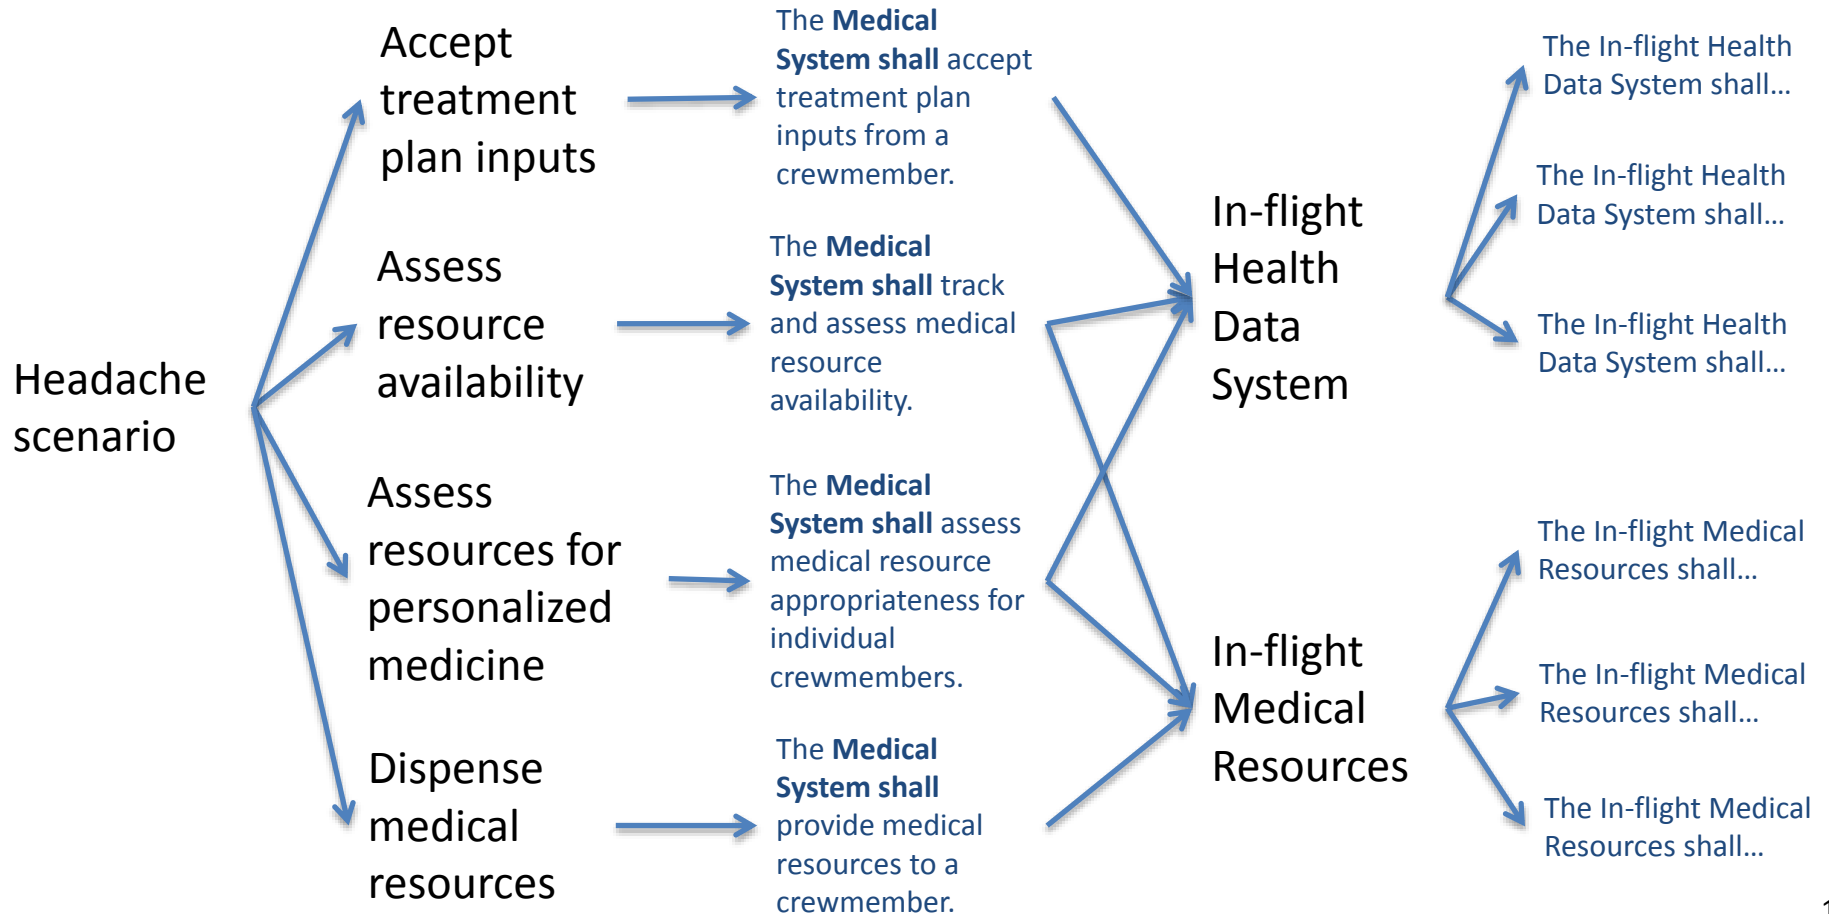 Headache
scenario
Accept
treatment
plan inputs
Assess
resource
availability
Assess
resources for
personalized
medicine
Dispense
medical
resources
The Medical
System shall accept
treatment plan
inputs from a
crewmember.
The Medical
System shall track
and assess medical
resource
availability.
The Medical
System shall assess
medical resource
appropriateness for
individual
crewmembers.
The Medical
System shall
provide medical
resources to a
crewmember.
In-flight
Health
Data
System
In-flight
Medical
Resources
The In-flight Health
Data System shall...
The In-flight Health
Data System shall...
The In-flight Health
Data System shall...
The In-flight Medical
Resources shall...
The In-flight Medical
Resources shall...
The In-flight Medical
Resources shall...